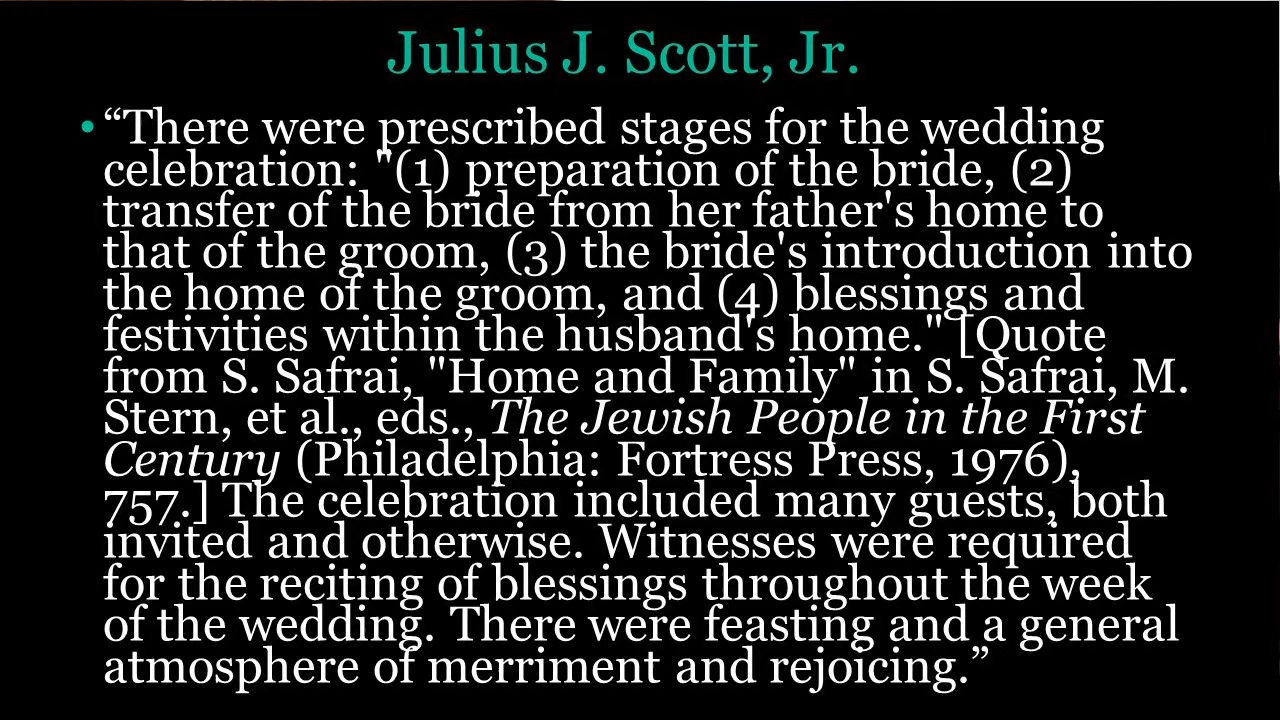 Julius J. Scott, Jr.
• “There were prescribed stages for the wedding
celebration: "(1) preparation of the bride, (2)
transfer of the bride from her father's home to
that of the groom, (3) the bride's introduction into
the home of the groom, and (4) blessings and
festivities within the husband's home." [Quote
from S. Safrai, "Home and Family" in S. Safrai, M.
Stern, et al., eds., The Jewish People in the First
Century (Philadelphia: Fortress Press, 1976),
757.] The celebration included many guests, both
invited and otherwise. Witnesses were required
for the reciting of blessings throughout the week
of the wedding. There were feasting and a general
atmosphere of merriment and rejoicing.”